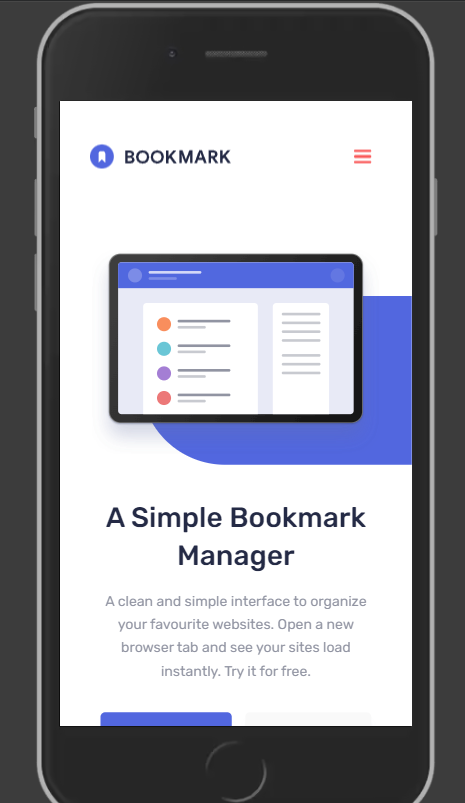 BOOKMARK
A Simple Bookmark
Manager
A clean and simple interface to organize
your favourite websites. Open a new
browser tab and see your sites load
instantly. Try it for free.